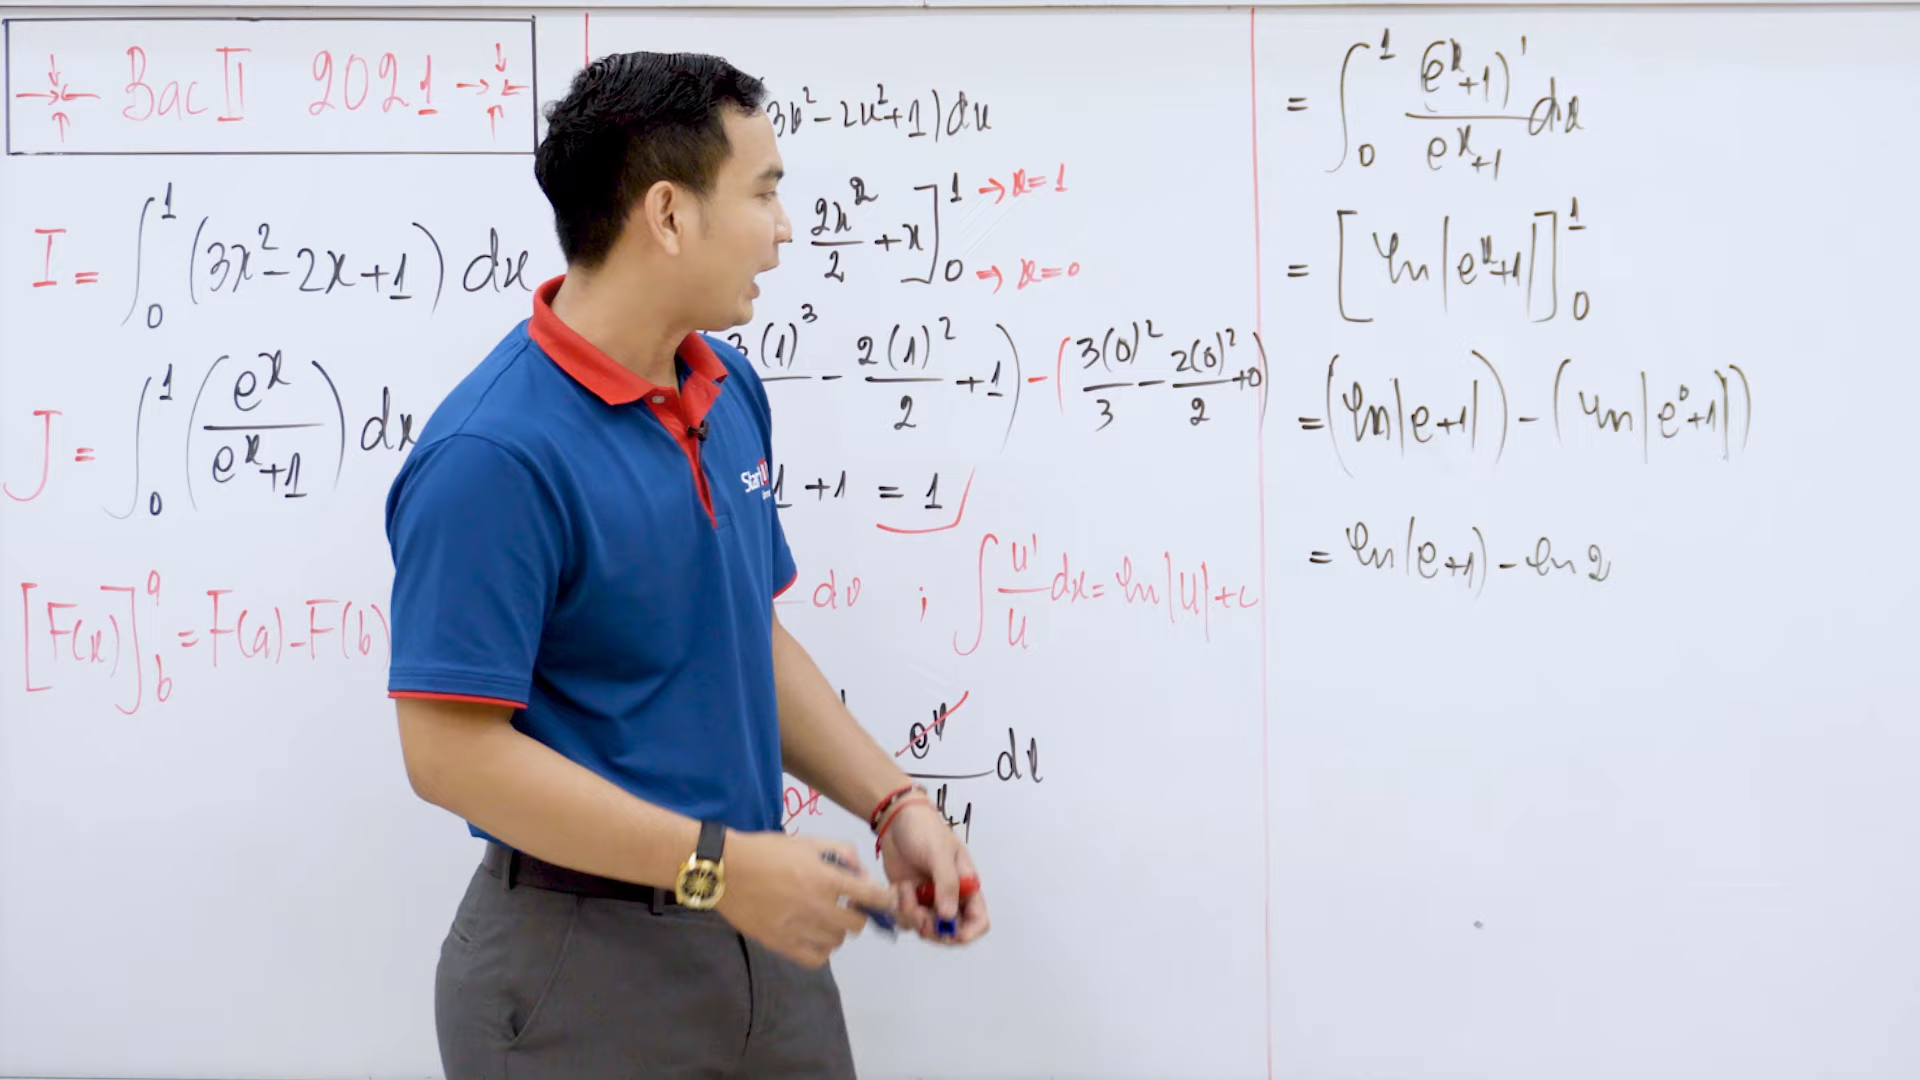 Bac II 2021
I = ∫₀¹ (3x² - 2x + 1) dx
J = ∫₀¹ (eˣ / eˣ+1) dx
[F(x)]ᵇᵃ = F(a) - F(b)
3x² - 2x² + 1) dx
2x² / 2 + x]₀¹ → x = 1
→ x = 0
3(1)³ - 2(1)² / 2 + 1) - (3(0)² / 3 - 2(0)² / 2 + 0)
1 + 1 = 1
; ∫ u' / u dx = ln|u| + c
eˣ dx
+1
= ∫₀¹ (eˣ+1)' / eˣ+1 dx
= [ln|eˣ+1|]₀¹
= (ln|e+1|) - (ln|e⁰+1|)
= ln(e+1) - ln 2
Start